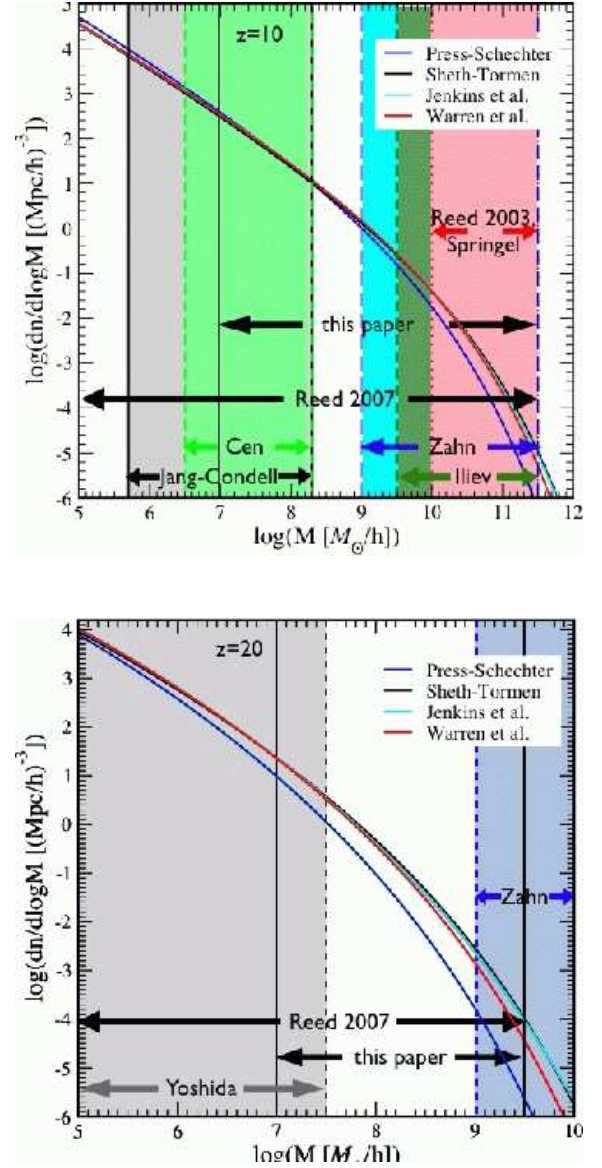 5
4
3
2
1
0
-1
-2
-3
-4
-5
-6
log(dn/dlogM [(Mpc/h)⁻³])
z=10
Press-Schechter
Sheth-Tormen
Jenkins et al.
Warren et al.
Reed 2003
Springel
this paper
Reed 2007
Cen
Zahn
Jang-Condell
Iliev
5 6 7 8 9 10 11 12
log(M [M⊙/h])
4
3
2
1
0
-1
-2
-3
-4
-5
-6
log(dn/dlogM [(Mpc/h)⁻³])
z=20
Press-Schechter
Sheth-Tormen
Jenkins et al.
Warren et al.
Zahn
Reed 2007
this paper
Yoshida
5 6 7 8 9 10
log(M [M /h])